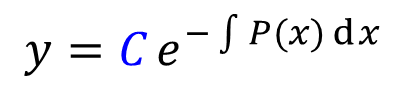 y = C e^{-∫ P(x) dx}